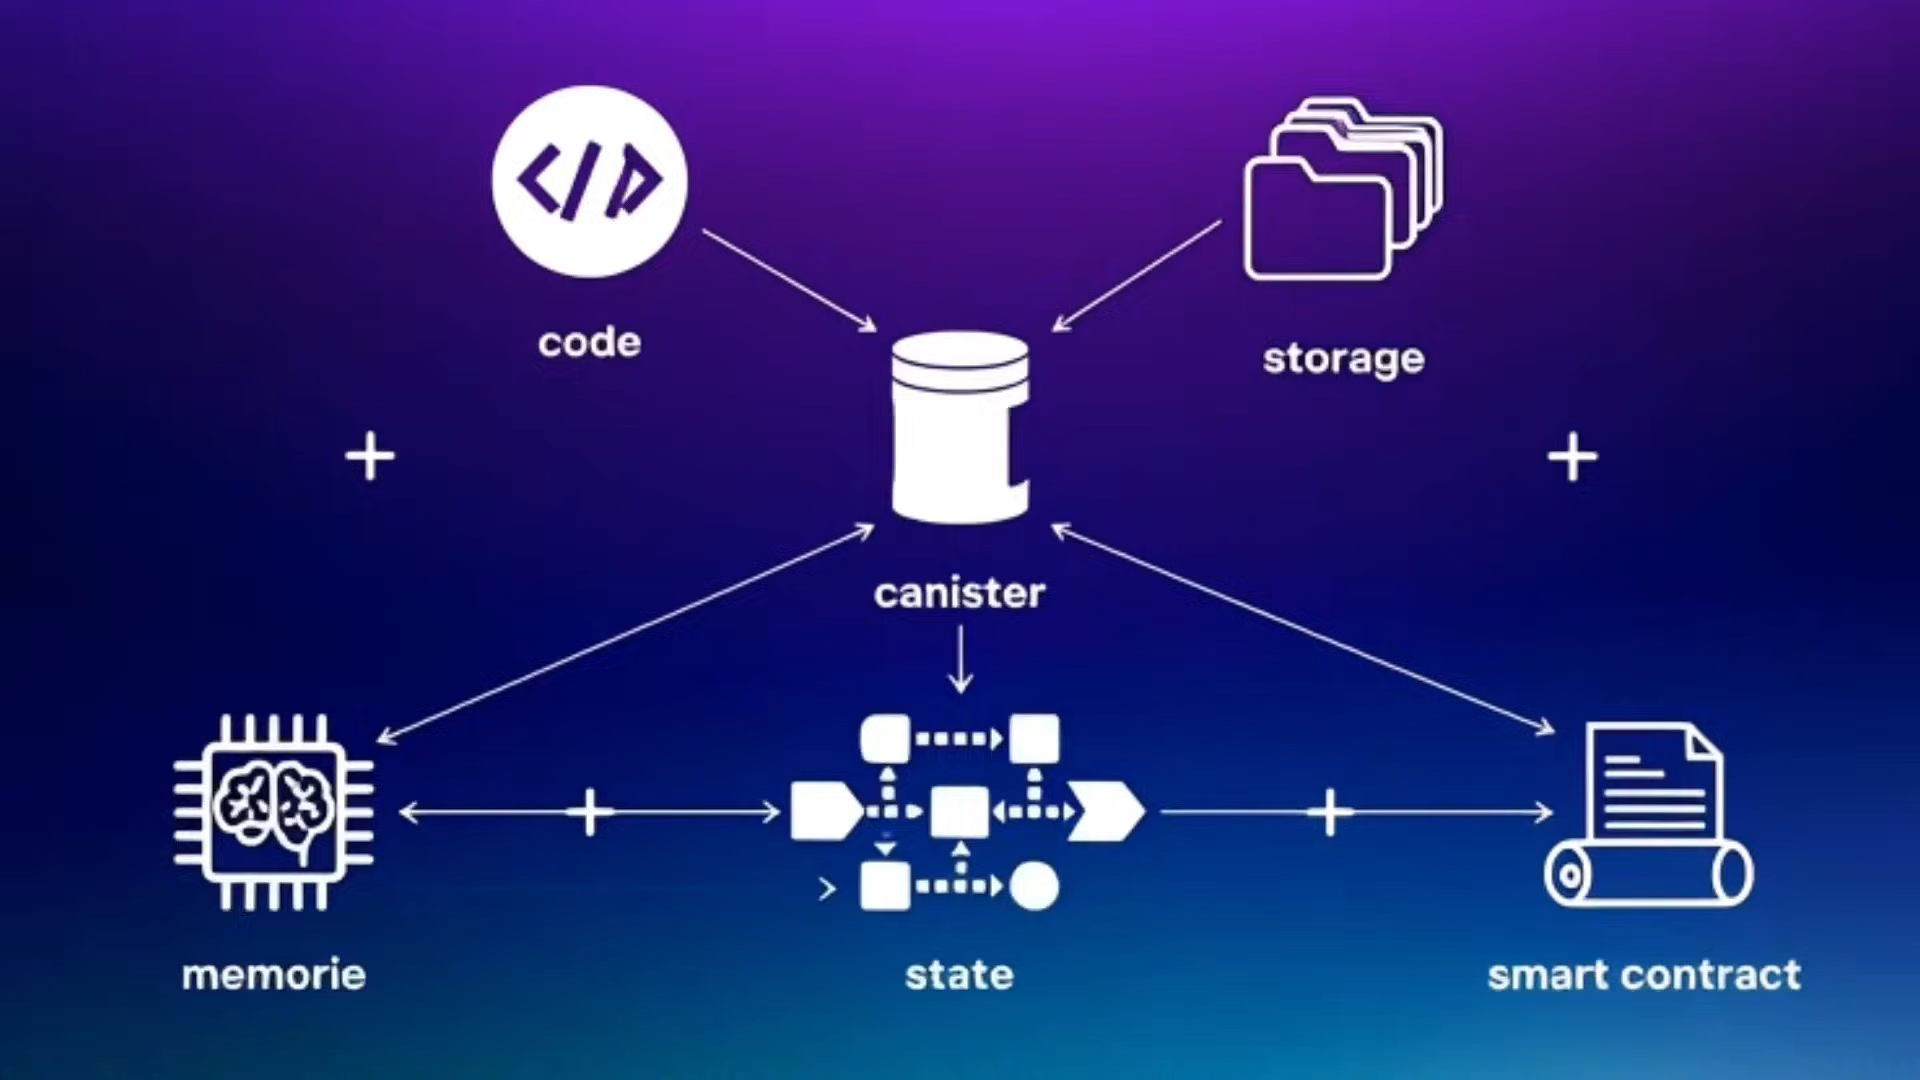 code
storage
canister
memorie
state
smart contract